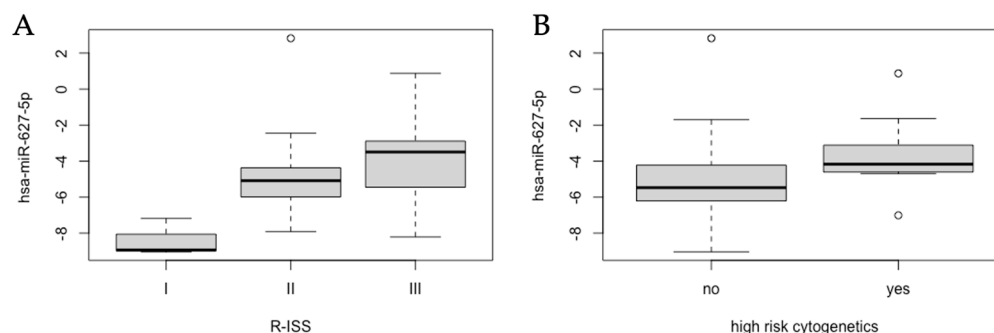 A
hsa-miR-627-5p
2
0
-2
-4
-6
-8
I II III
R-ISS
B
hsa-miR-627-5p
2
0
-2
-4
-6
-8
no yes
high risk cytogenetics